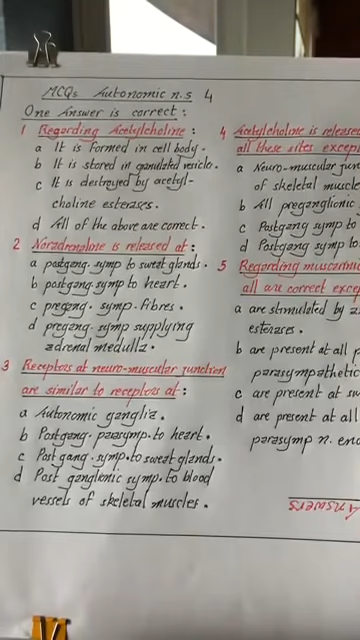 MCQs Autonomic n.s 4
One Answer is correct :
1 Regarding Acetylcholine :
a It is formed in cell body.
b It is stored in granulated vesicle.
c It is destroyed by acetyl-
choline esterases.
d All of the above are correct.
2 Noradrenaline is released at :
a postgang. symp to sweat glands.
b postgang. symp to heart.
c pregang. symp. fibres.
d pregang. symp supplying
adrenal medulla.
3 Receptors at neuro-muscular junction
are similar to receptors at :
a Autonomic ganglia.
b Postgang. parasymp. to heart.
c Post gang. symp. to sweat glands.
d Post ganglionic symp. to blood
vessels of skeletal muscles.
4 Acetylcholine is released
all these sites except
a Neuro-muscular
of skeletal
b All preganglionic
c Postgang symp to
d Postgang symp to
5 Regarding
all are correct
a are stimulated by
esterases.
b are present at all
parasympathetic
c are present at
d are present at all
parasymp n.
Answers